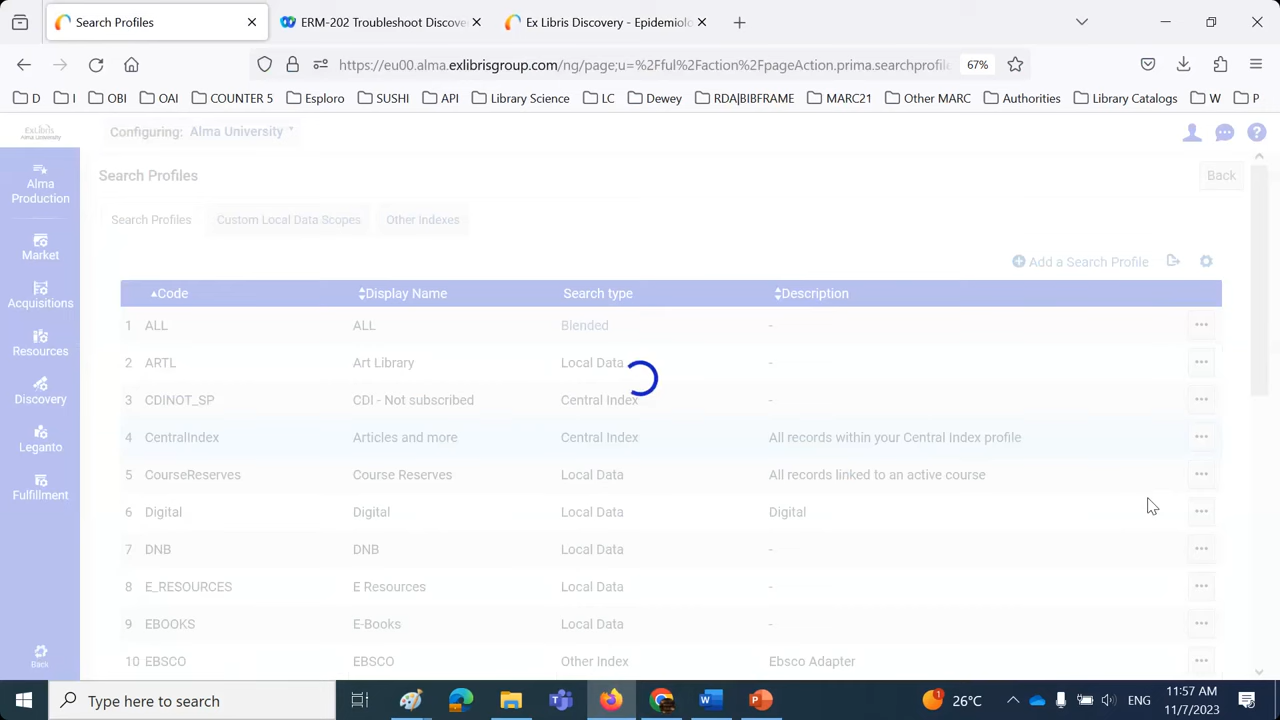 Search Profiles
ERM-202 Troubleshoot Discove
Ex Libris Discovery - Epidemiolo
https://eu00.alma.exlibrisgroup.com/ng/page;u=%2Ful%2Faction%2FpageAction.prima.searchprofile
67%
D I OBI OAI COUNTER 5 Esploro SUSHI API Library Science LC Dewey RDA|BIBFRAME MARC21 Other MARC Authorities Library Catalogs W P
ExLibris
Alma University
Configuring: Alma University
Search Profiles
Back
Alma
Production
Market
Acquisitions
Resources
Discovery
Leganto
Fulfillment
Back
Search Profiles Custom Local Data Scopes Other Indexes
Add a Search Profile
Code Display Name Search type Description
1 ALL ALL Blended -
2 ARTL Art Library Local Data -
3 CDINOT_SP CDI - Not subscribed Central Index -
4 CentralIndex Articles and more Central Index All records within your Central Index profile
5 CourseReserves Course Reserves Local Data All records linked to an active course
6 Digital Digital Local Data Digital
7 DNB DNB Local Data -
8 E_RESOURCES E Resources Local Data -
9 EBOOKS E-Books Local Data -
10 EBSCO EBSCO Other Index Ebsco Adapter
Type here to search
1
26°C
ENG
11:57 AM
11/7/2023